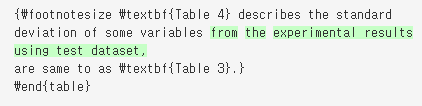 {₩footnotesize ₩textbf{Table 4} describes the standard
deviation of some variables from the experimental results
using test dataset,
are same to as ₩textbf{Table 3}.}
₩end{table}